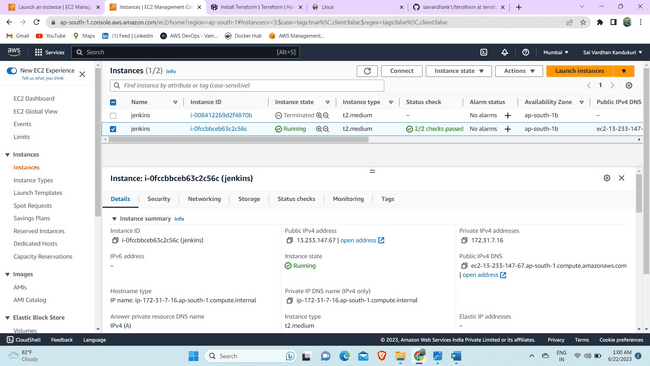 Launch an instance | EC2 Mana
Instances | EC2 Management Co
Install Terraform | Terraform | H
Linux
saivardhank1/terraform at terraf
ap-south-1.console.aws.amazon.com/ec2/home?region=ap-south-1#Instances:v=3;$case=tags:true%5C,client:false;$regex=tags:false%5C,client:false
Gmail
YouTube
Maps
(1) Feed | LinkedIn
AWS DevOps - Vam...
Docker Hub
AWS MGMNGT CO...
aws
Services
Search
[Alt+S]
Mumbai
Sai Vardhan Kandukuri
New EC2 Experience
Tell us what you think
EC2 Dashboard
EC2 Global View
Events
Limits
Instances
Instances
Instance Types
Launch Templates
Spot Requests
Savings Plans
Reserved Instances
Dedicated Hosts
Capacity Reservations
Images
AMIs
AMI Catalog
Elastic Block Store
Volumes
Instances (1/2) Info
Connect
Instance state
Actions
Launch instances
Find instance by attribute or tag (case-sensitive)
1
Name
Instance ID
Instance state
Instance type
Status check
Alarm status
Availability Zone
Public IPv4 DNS
jenkins i-008412269d2f4870b Terminated t2.medium – No alarms + ap-south-1b –
jenkins i-0fccbbceb63c2c56c Running t2.medium 2/2 checks passed No alarms + ap-south-1b ec2-13-233-147-
Instance: i-0fccbbceb63c2c56c (jenkins)
Details
Security
Networking
Storage
Status checks
Monitoring
Tags
Instance summary Info
Instance ID
i-0fccbbceb63c2c56c (jenkins)
Public IPv4 address
13.233.147.67 | open address
Private IPv4 addresses
172.31.7.16
IPv6 address
–
Instance state
Running
Public IPv4 DNS
ec2-13-233-147-67.ap-south-1.compute.amazonaws.com
| open address
Hostname type
IP name: ip-172-31-7-16.ap-south-1.compute.internal
Private IP DNS name (IPv4 only)
ip-172-31-7-16.ap-south-1.compute.internal
Answer private resource DNS name
IPv4 (A)
Instance type
t2.medium
Elastic IP addresses
–
CloudShell
Feedback
Language
© 2023, Amazon Web Services India Private Limited or its affiliates.
Privacy
Terms
Cookie preferences
82°F
Cloudy
Search
ENG
IN
1:00 AM
6/22/2023